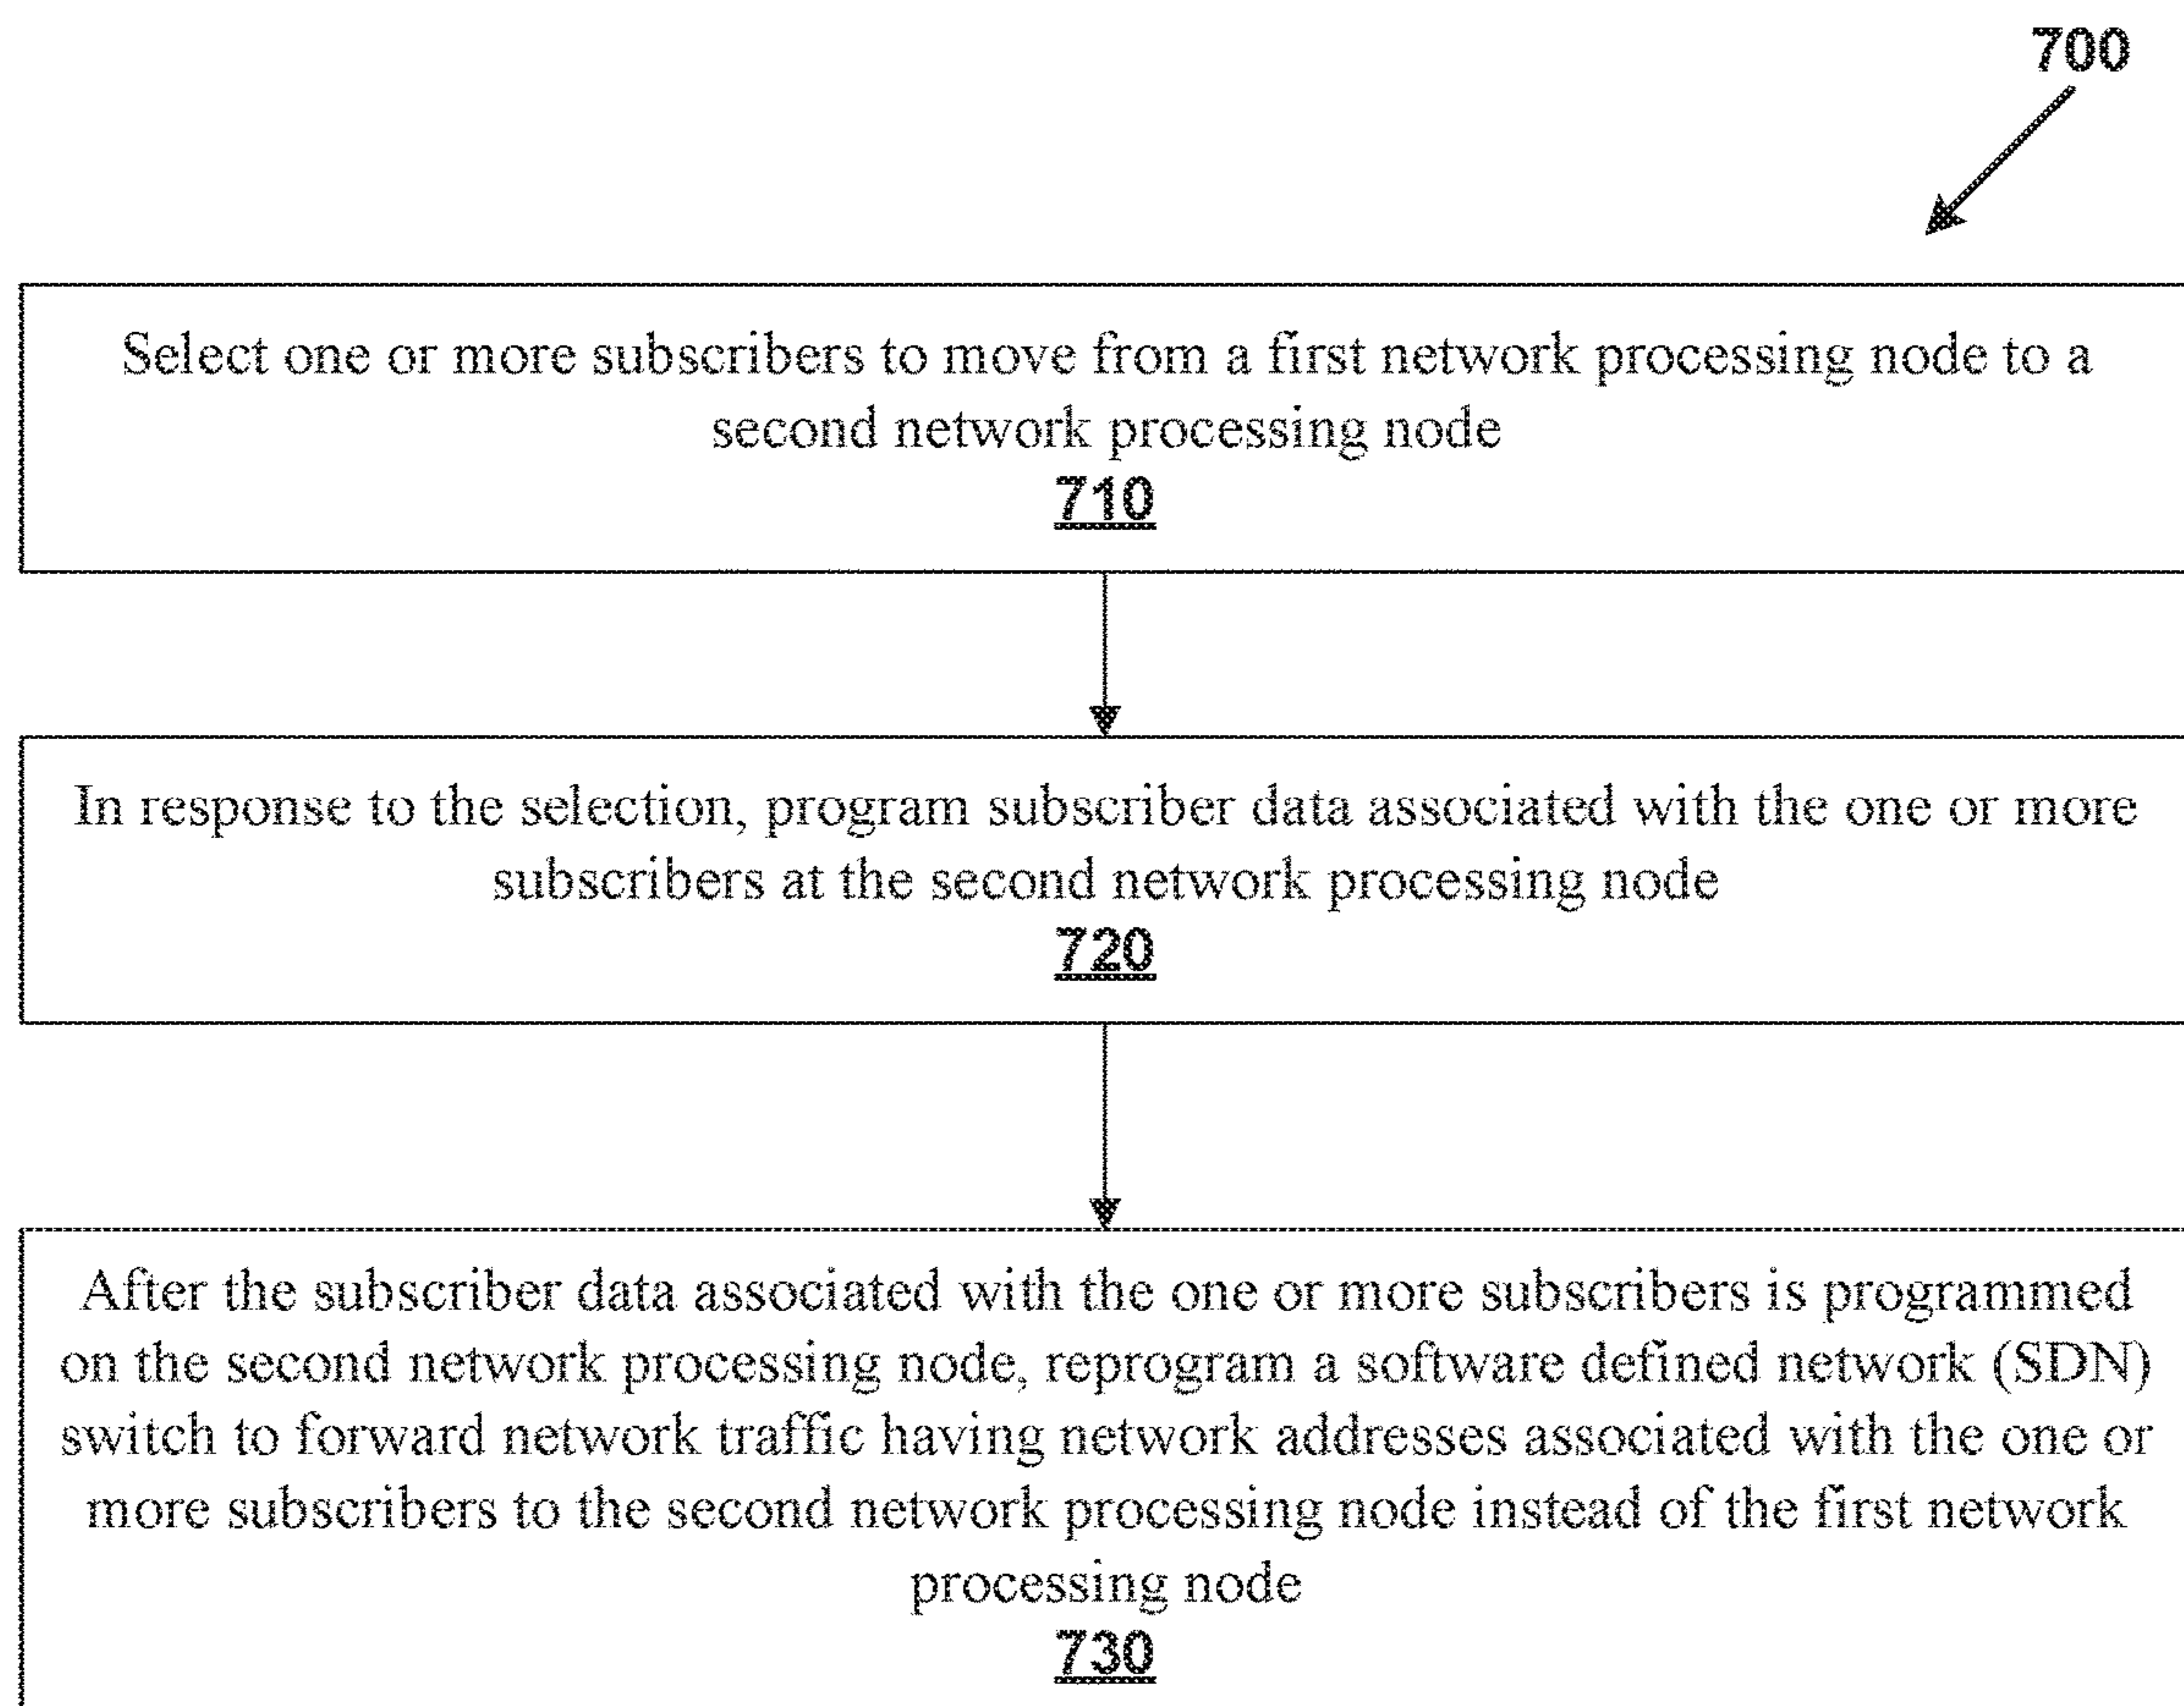 700
Select one or more subscribers to move from a first network processing node to a
second network processing node
710
In response to the selection, program subscriber data associated with the one or more
subscribers at the second network processing node
720
After the subscriber data associated with the one or more subscribers is programmed
on the second network processing node, reprogram a software defined network (SDN)
switch to forward network traffic having network addresses associated with the one or
more subscribers to the second network processing node instead of the first network
processing node
730